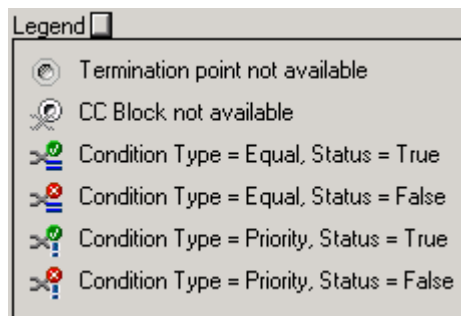 Legend
Termination point not available
CC Block not available
Condition Type = Equal, Status = True
Condition Type = Equal, Status = False
Condition Type = Priority, Status = True
Condition Type = Priority, Status = False